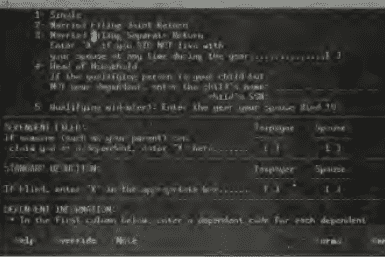 1- Single
2- Married Filing Joint Return
3- Married Filing Separate Return
Enter "X" if you DID NOT live with
your spouse at any time during the year [ ]
4- Head of Household
If the qualifying person is your child but
NOT your dependent, enter the child's name:
child's SSN:
5- Qualifying widow(er): Enter the year your spouse died 19
Taxpayer Spouse
If someone (such as your parent) can
claim you as a dependent, enter "X" here...... [ ] [ ]
STANDARD DEDUCTION: Taxpayer Spouse
If blind, enter "X" in the appropriate box...... [ ] [ ]
DEPENDENT INFORMATION:
* In the first column below, enter a dependent code for each dependent
Help Override Note Forms